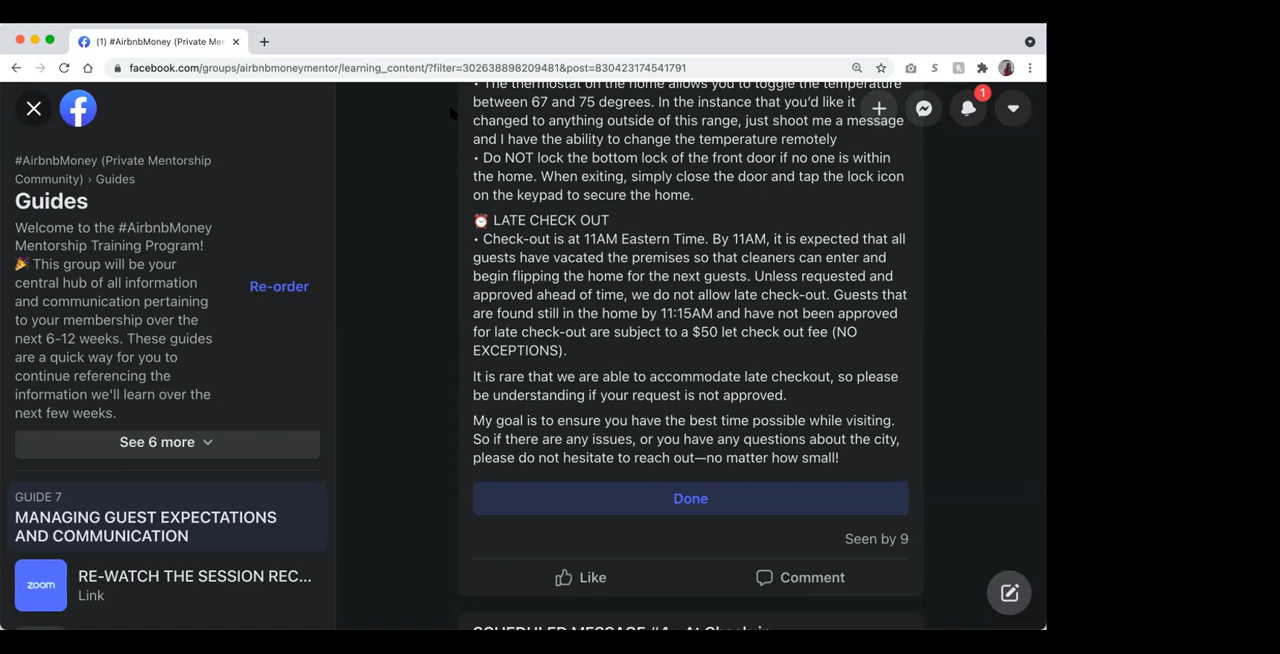 (1) #AirbnbMoney (Private Mer
facebook.com/groups/airbnbmoneymentor/learning_content/?filter=302638898209481&post=830423174541791
• The thermostat on the home allows you to toggle the temperature
between 67 and 75 degrees. In the instance that you'd like it
changed to anything outside of this range, just shoot me a message
and I have the ability to change the temperature remotely
• Do NOT lock the bottom lock of the front door if no one is within
the home. When exiting, simply close the door and tap the lock icon
on the keypad to secure the home.
⏰ LATE CHECK OUT
• Check-out is at 11AM Eastern Time. By 11AM, it is expected that all
guests have vacated the premises so that cleaners can enter and
begin flipping the home for the next guests. Unless requested and
approved ahead of time, we do not allow late check-out. Guests that
are found still in the home by 11:15AM and have not been approved
for late check-out are subject to a $50 let check out fee (NO
EXCEPTIONS).
It is rare that we are able to accommodate late checkout, so please
be understanding if your request is not approved.
My goal is to ensure you have the best time possible while visiting.
So if there are any issues, or you have any questions about the city,
please do not hesitate to reach out—no matter how small!
Done
Seen by 9
Like
Comment
SCHEDULED MESSAGE #4 - At Check-in
1
#AirbnbMoney (Private Mentorship
Community) › Guides
Guides
Welcome to the #AirbnbMoney
Mentorship Training Program!
🎉 This group will be your
central hub of all information
and communication pertaining
to your membership over the
next 6-12 weeks. These guides
are a quick way for you to
continue referencing the
information we'll learn over the
next few weeks.
Re-order
See 6 more
GUIDE 7
MANAGING GUEST EXPECTATIONS
AND COMMUNICATION
zoom
RE-WATCH THE SESSION REC...
Link